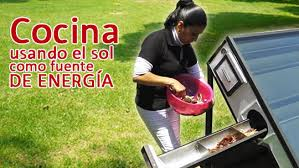 Cocina
usando el sol
como fuente
DE ENERGÍA